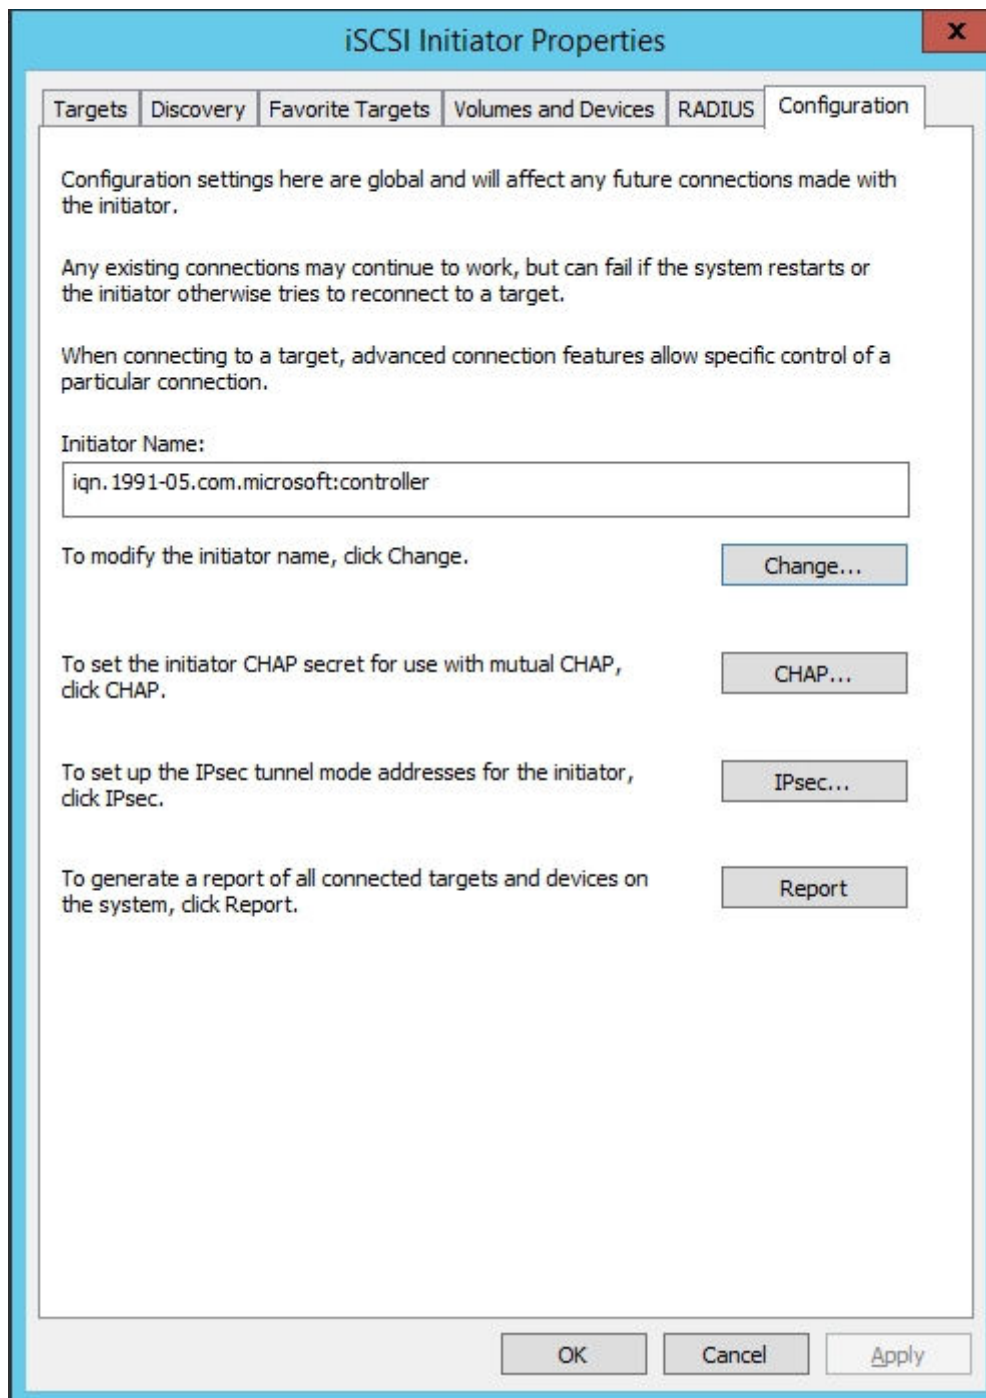 iSCSI Initiator Properties
x
Targets Discovery Favorite Targets Volumes and Devices RADIUS Configuration
Configuration settings here are global and will affect any future connections made with
the initiator.
Any existing connections may continue to work, but can fail if the system restarts or
the initiator otherwise tries to reconnect to a target.
When connecting to a target, advanced connection features allow specific control of a
particular connection.
Initiator Name:
iqn.1991-05.com.microsoft:controller
To modify the initiator name, click Change.
Change...
To set the initiator CHAP secret for use with mutual CHAP,
click CHAP.
CHAP...
To set up the IPsec tunnel mode addresses for the initiator,
click IPsec.
IPsec...
To generate a report of all connected targets and devices on
the system, click Report.
Report
OK Cancel Apply